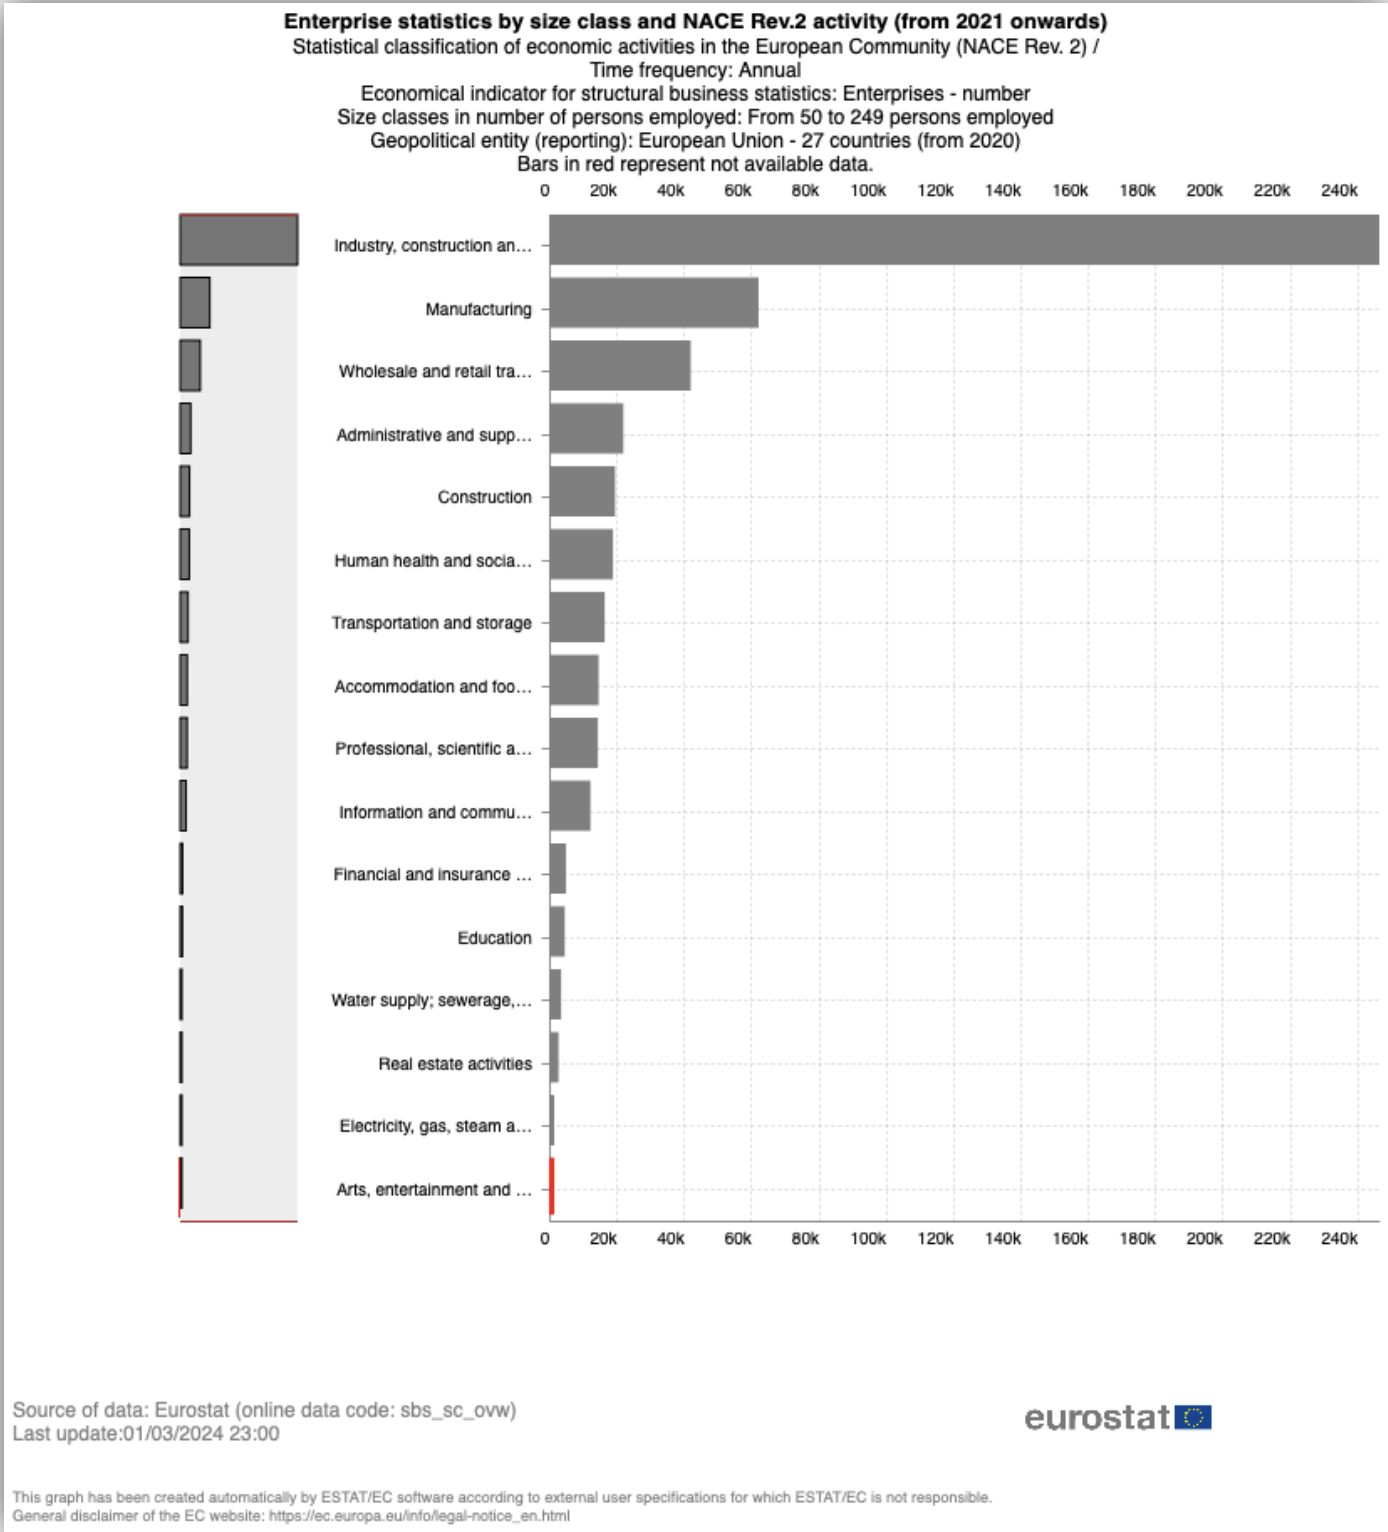 Enterprise statistics by size class and NACE Rev.2 activity (from 2021 onwards)
Statistical classification of economic activities in the European Community (NACE Rev. 2) /
Time frequency: Annual
Economical indicator for structural business statistics: Enterprises - number
Size classes in number of persons employed: From 50 to 249 persons employed
Geopolitical entity (reporting): European Union - 27 countries (from 2020)
Bars in red represent not available data.
0 20k 40k 60k 80k 100k 120k 140k 160k 180k 200k 220k 240k
Industry, construction an...
Manufacturing
Wholesale and retail tra...
Administrative and supp...
Construction
Human health and socia...
Transportation and storage
Accommodation and foo...
Professional, scientific a...
Information and commu...
Financial and insurance ...
Education
Water supply; sewerage,...
Real estate activities
Electricity, gas, steam a...
Arts, entertainment and ...
0 20k 40k 60k 80k 100k 120k 140k 160k 180k 200k 220k 240k
Source of data: Eurostat (online data code: sbs_sc_ovw)
Last update:01/03/2024 23:00
eurostat
This graph has been created automatically by ESTAT/EC software according to external user specifications for which ESTAT/EC is not responsible.
General disclaimer of the EC website: https://ec.europa.eu/info/legal-notice_en.html